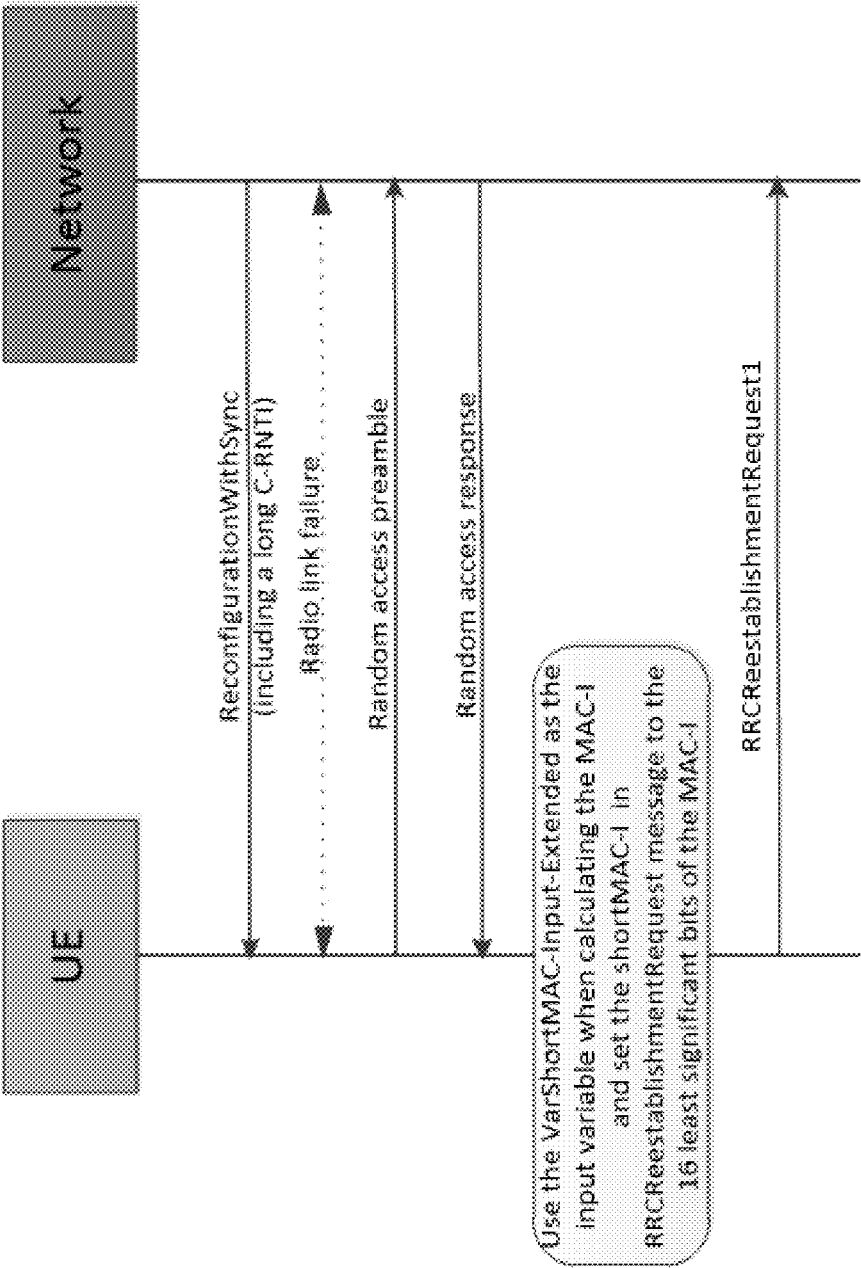 UE
Network
ReconfigurationWithSync
(including a long C-RNTI)
Radio link failure
Random access preamble
Random access response
Use the VarShortMAC-Input-Extended as the
input variable when calculating the MAC-I
and set the shortMAC-I in
RRCReestablishmentRequest message to the
16 least significant bits of the MAC-I
RRCReestablishmentRequest1